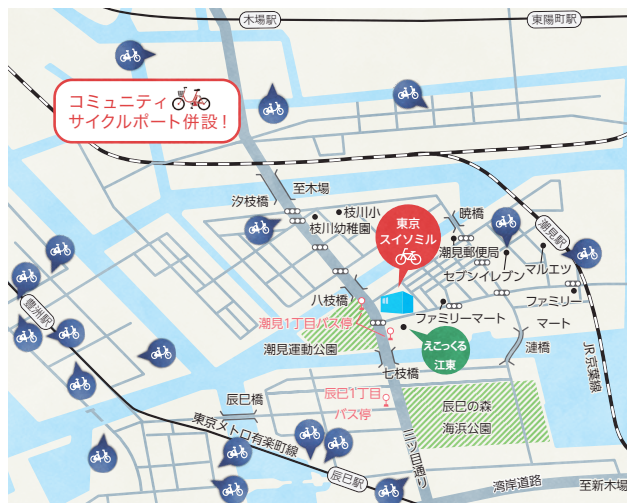 木場駅
東陽町駅
コミュニティ
サイクルポート併設!
汐枝橋
至木場
枝川小
枝川幼稚園
東京
スイソミル
暁橋
潮見駅
潮見郵便局
セブンイレブン
マルエツ
豊洲駅
八枝橋
ファミリー
マート
潮見1丁目バス停
ファミリーマート
潮見運動公園
えこっくる
江東
漣橋
JR京葉線
七枝橋
辰巳橋
辰巳1丁目
バス停
辰巳の森
海浜公園
東京メトロ有楽町線
三ツ目通り
辰巳駅
湾岸道路
至新木場